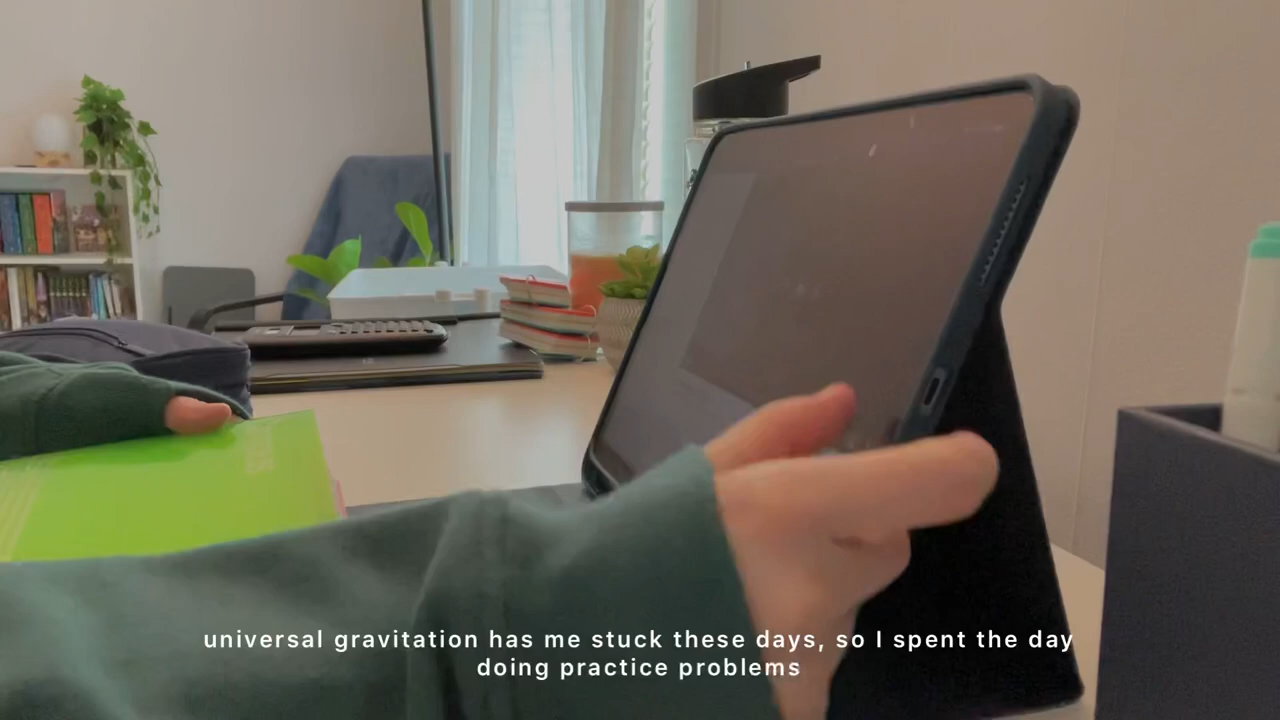 universal gravitation has me stuck these days, so I spent the day
doing practice problems